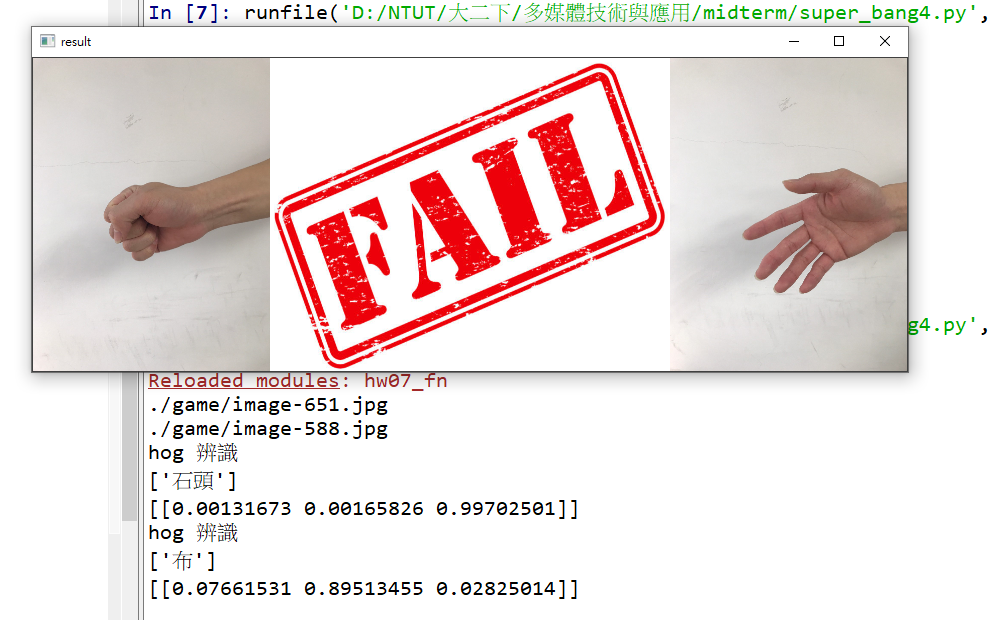 In [7]: runfile('D:/NTUT/大二下/多媒體技術與應用/midterm/super_bang4.py',
result
FAIL
g4.py',
Reloaded modules: hw07_fn
./game/image-651.jpg
./game/image-588.jpg
hog 辨識
['石頭']
[[0.00131673 0.00165826 0.99702501]]
hog 辨識
['布']
[[0.07661531 0.89513455 0.02825014]]